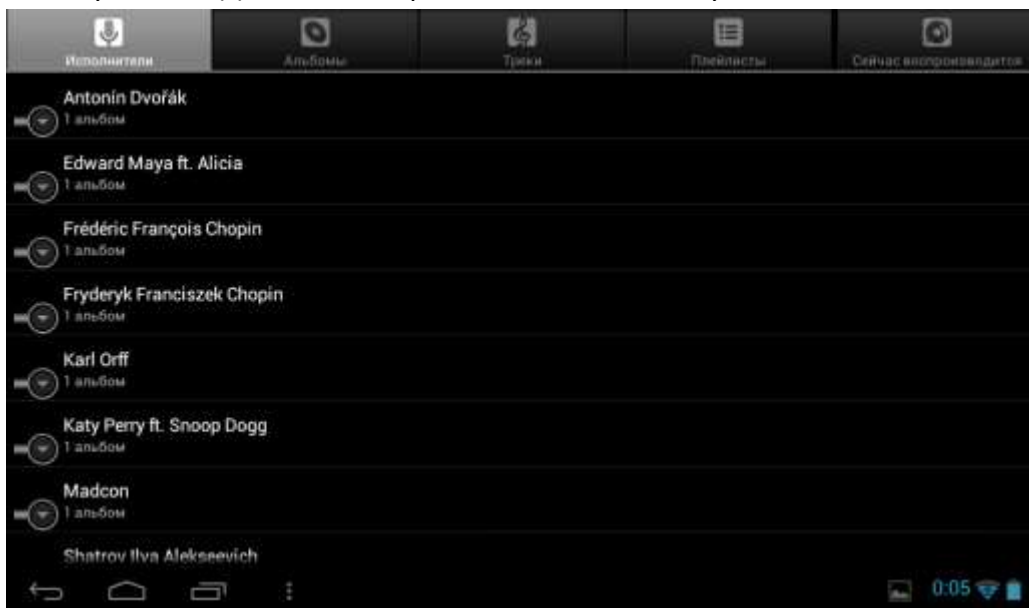 Исполнители
Альбомы
Треки
Плейлисты
Сейчас воспроизводится
Antonín Dvořák
1 альбом
Edward Maya ft. Alicia
1 альбом
Frédéric François Chopin
1 альбом
Fryderyk Franciszek Chopin
1 альбом
Karl Orff
1 альбом
Katy Perry ft. Snoop Dogg
1 альбом
Madcon
1 альбом
Shatrov Ilya Alekseevich
0:05